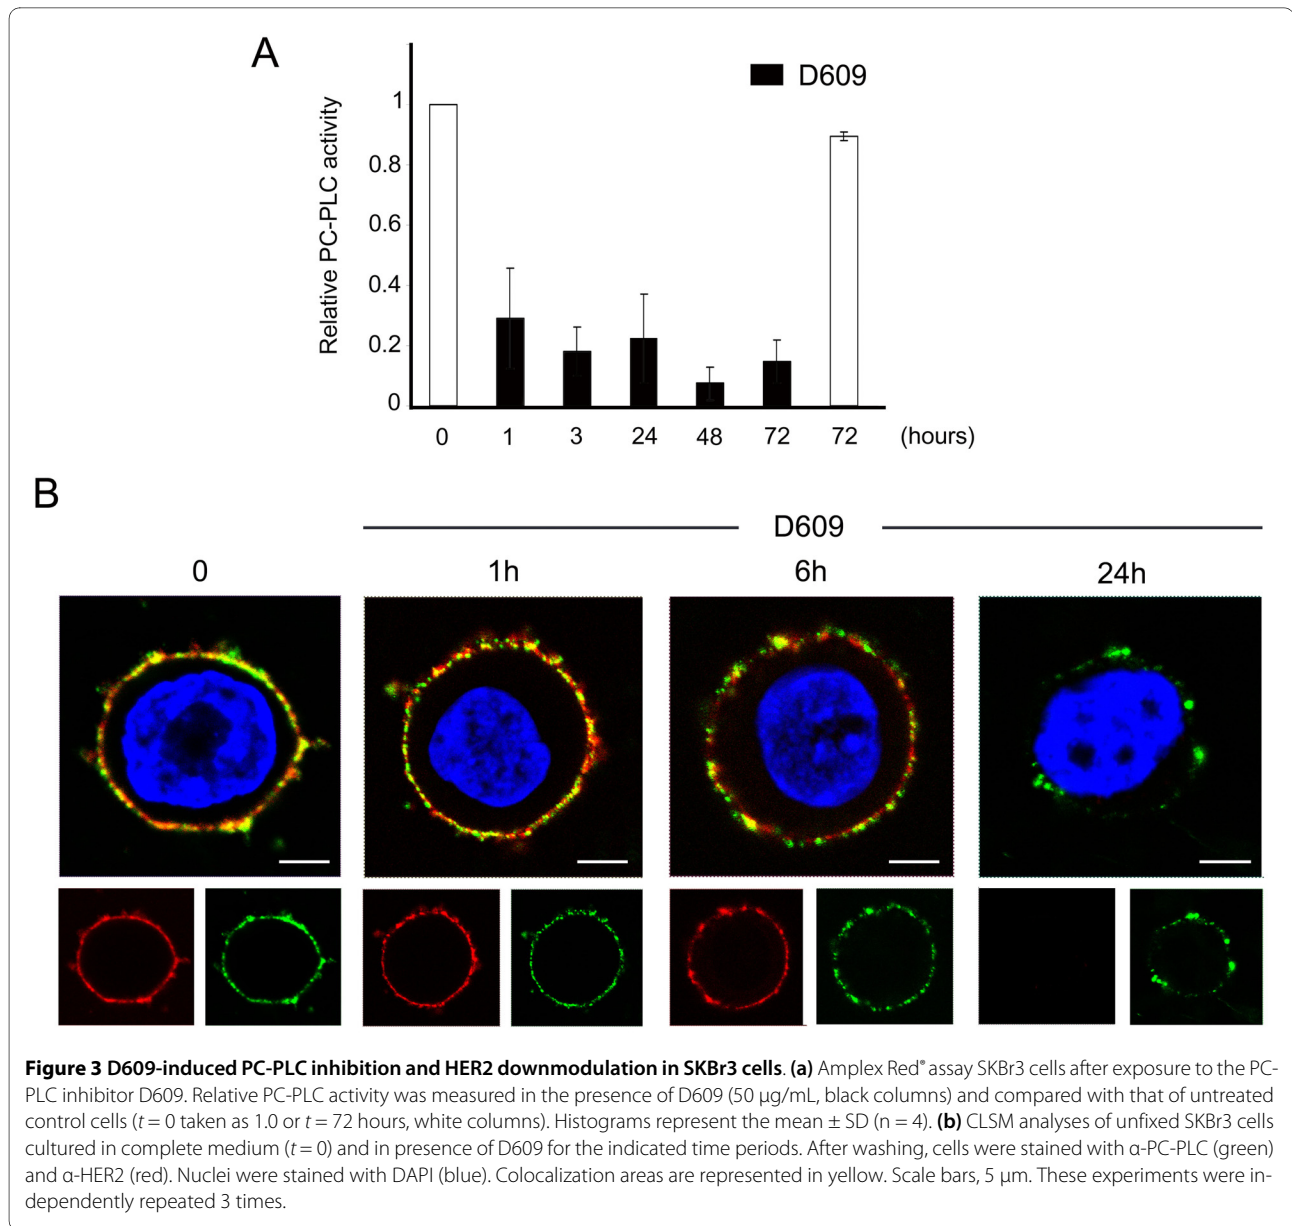 A
D609
Relative PC-PLC activity
1
0.8
0.6
0.4
0.2
0
0 1 3 24 48 72 72 (hours)
B
D609
0 1h 6h 24h
Figure 3 D609-induced PC-PLC inhibition and HER2 downmodulation in SKBr3 cells. (a) Amplex Red® assay SKBr3 cells after exposure to the PC-
PLC inhibitor D609. Relative PC-PLC activity was measured in the presence of D609 (50 μg/mL, black columns) and compared with that of untreated
control cells (t = 0 taken as 1.0 or t = 72 hours, white columns). Histograms represent the mean ± SD (n = 4). (b) CLSM analyses of unfixed SKBr3 cells
cultured in complete medium (t = 0) and in presence of D609 for the indicated time periods. After washing, cells were stained with α-PC-PLC (green)
and α-HER2 (red). Nuclei were stained with DAPI (blue). Colocalization areas are represented in yellow. Scale bars, 5 μm. These experiments were in-
dependently repeated 3 times.